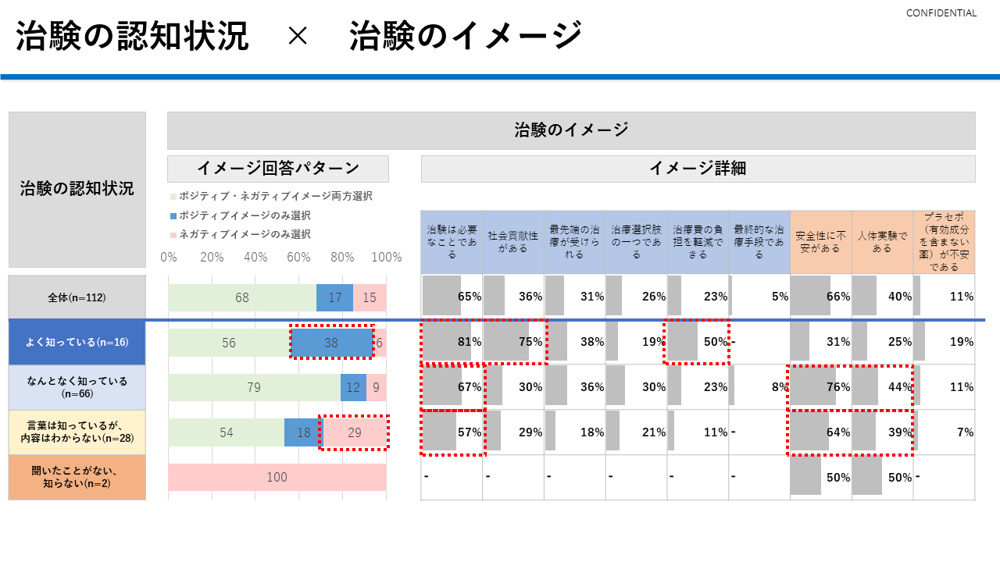 CONFIDENTIAL
治験の認知状況 × 治験のイメージ
治験の認知状況
治験のイメージ
イメージ回答パターン
イメージ詳細
ポジティブ・ネガティブイメージ両方選択
ポジティブイメージのみ選択
ネガティブイメージのみ選択
0% 20% 40% 60% 80% 100%
治験は必要
なことであ
る
社会貢献性
がある
最先端の治
療が受けら
れる
治療選択肢
の一つであ
る
治療費の負
担を軽減で
きる
最終的な治
療手段であ
る
安全性に不
安がある
人体実験で
ある
プラセボ
（有効成分
を含まない
薬）が不安
である
全体(n=112)
68 17 15
65% 36% 31% 26% 23% 5% 66% 40% 11%
よく知っている(n=16)
56 38 6
81% 75% 38% 19% 50% - 31% 25% 19%
なんとなく知っている
(n=66)
79 12 9
67% 30% 36% 30% 23% 8% 76% 44% 11%
言葉は知っているが、
内容はわからない(n=28)
54 18 29
57% 29% 18% 21% 11% - 64% 39% 7%
聞いたことがない、
知らない(n=2)
100
- - - - - - 50% 50% -